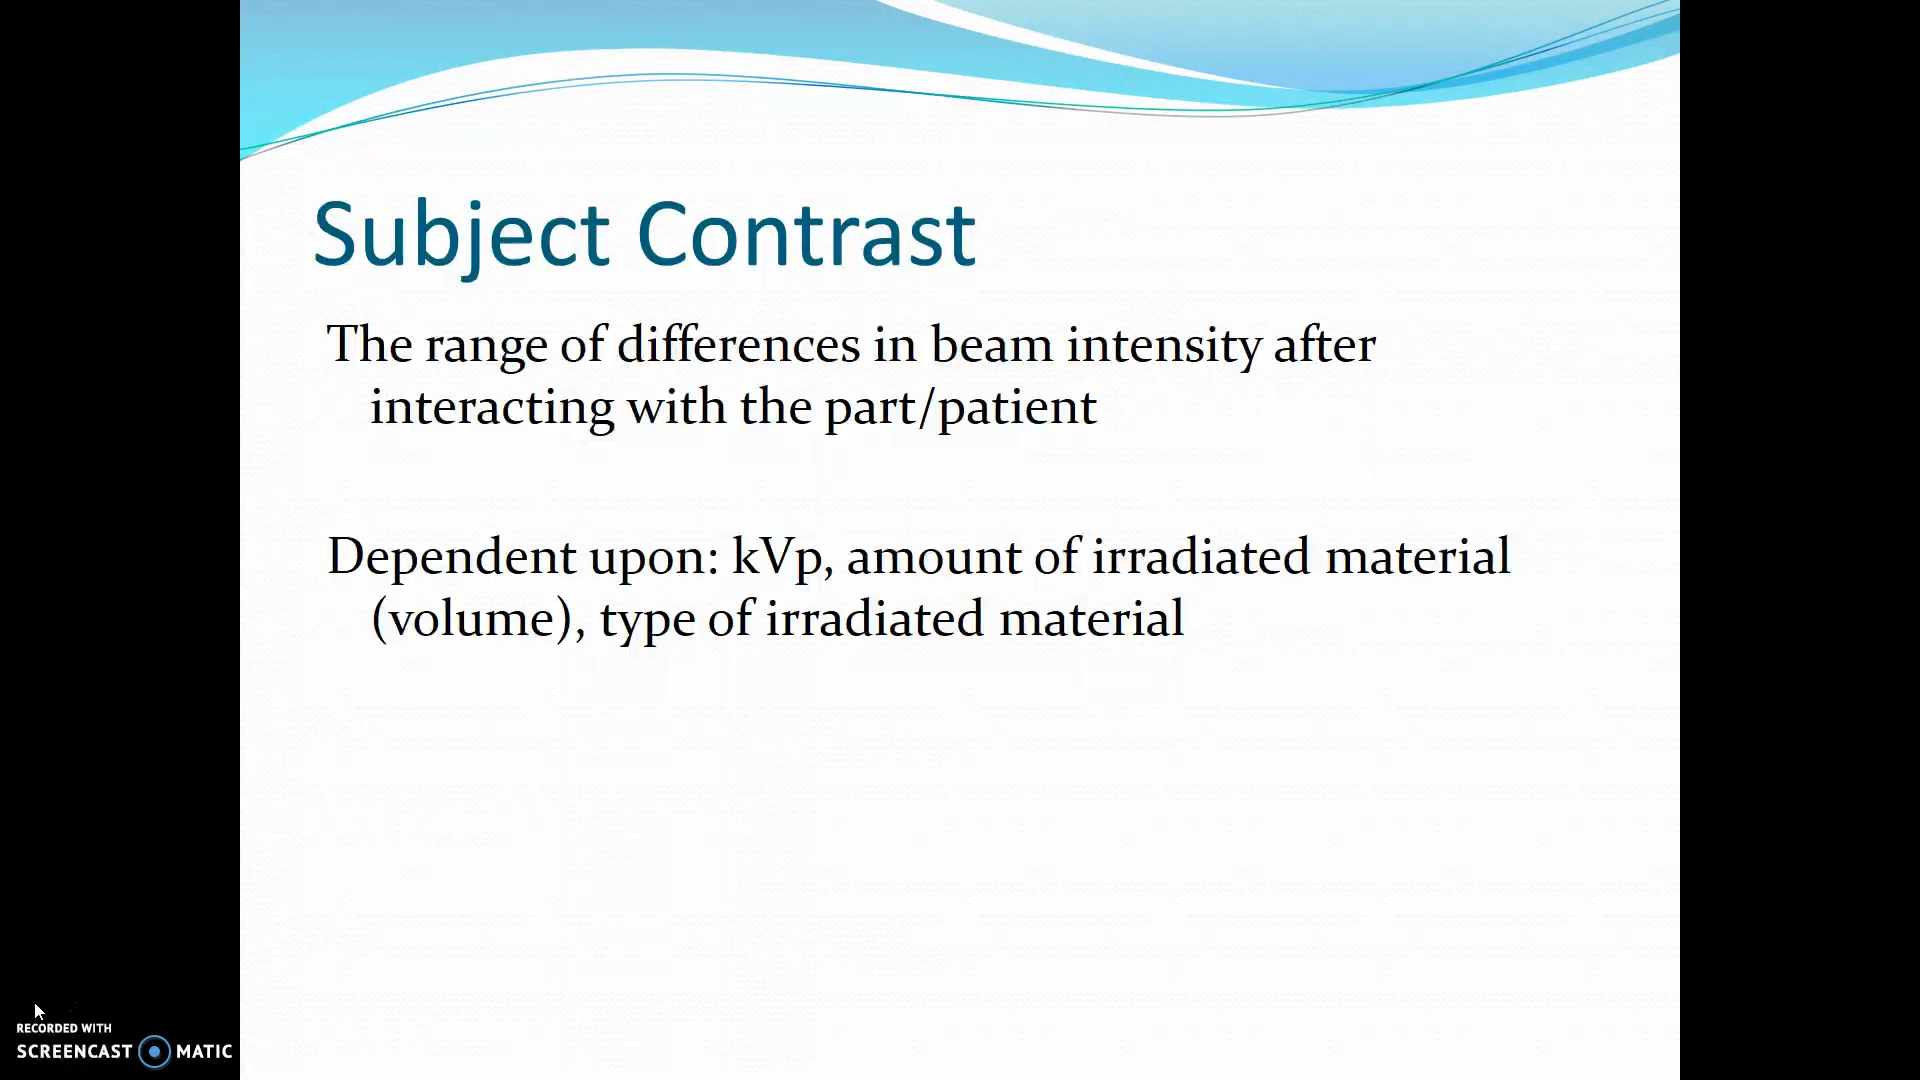 Subject Contrast
The range of differences in beam intensity after
interacting with the part/patient
Dependent upon: kVp, amount of irradiated material
(volume), type of irradiated material
RECORDED WITH
SCREENCAST MATIC